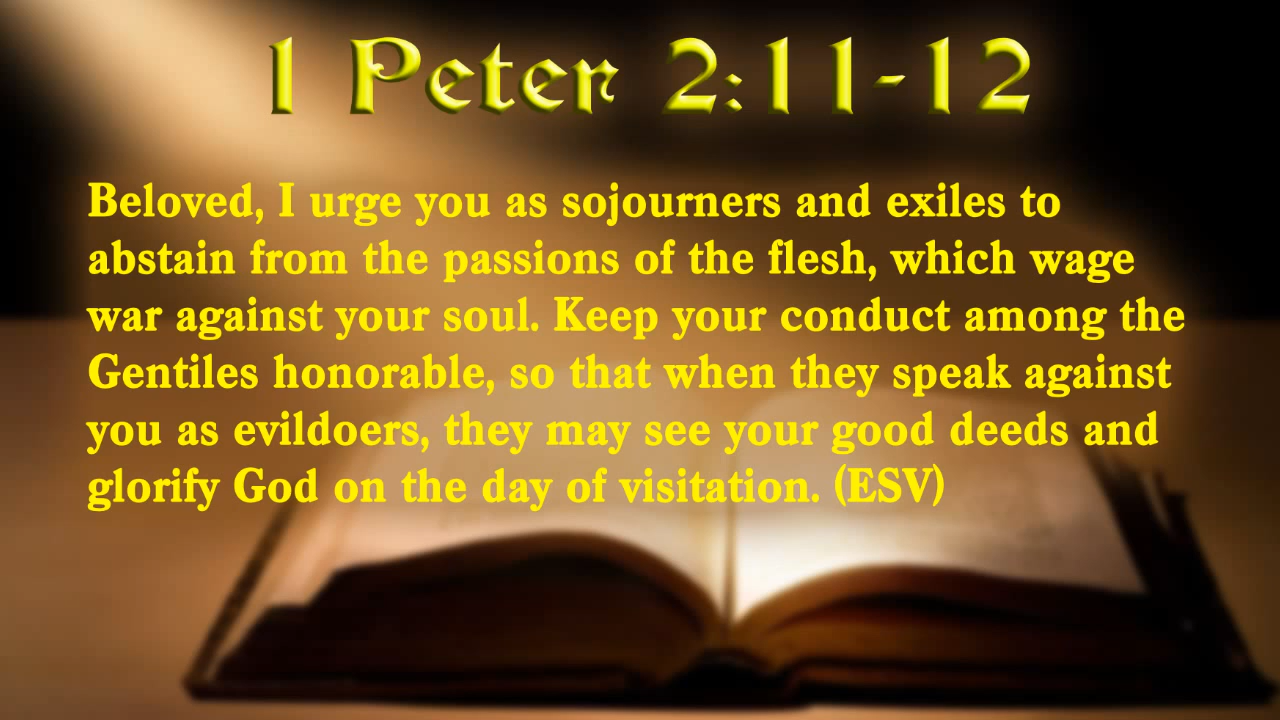 1 Peter 2:11-12
Beloved, I urge you as sojourners and exiles to
abstain from the passions of the flesh, which wage
war against your soul. Keep your conduct among the
Gentiles honorable, so that when they speak against
you as evildoers, they may see your good deeds and
glorify God on the day of visitation. (ESV)